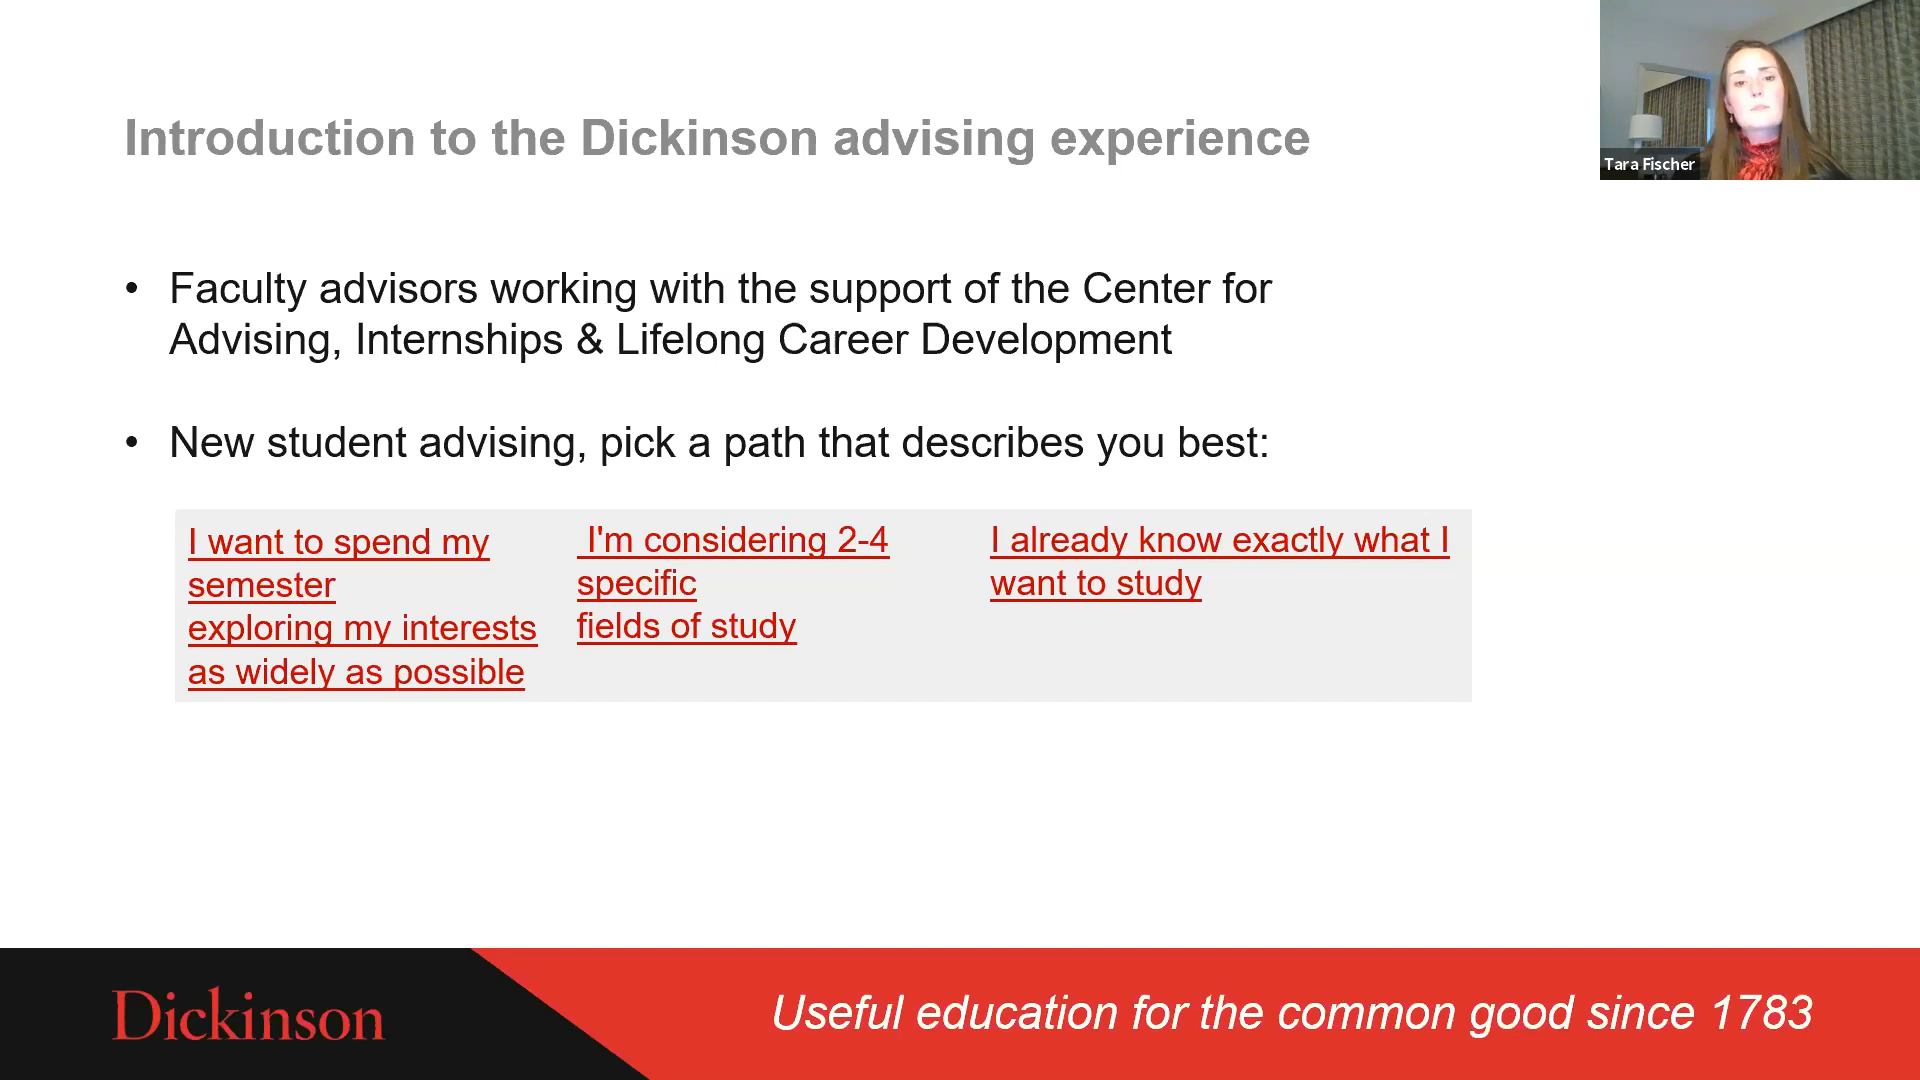 Introduction to the Dickinson advising experience
Tara Fischer
• Faculty advisors working with the support of the Center for
Advising, Internships & Lifelong Career Development
• New student advising, pick a path that describes you best:
I want to spend my
semester
exploring my interests
as widely as possible
I'm considering 2-4
specific
fields of study
I already know exactly what I
want to study
Dickinson
Useful education for the common good since 1783